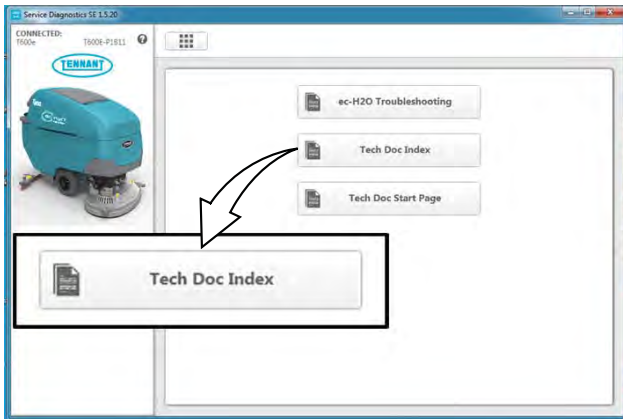 Service Diagnostics SE 1.5.20
CONNECTED:
T600e T600E-P1811 ?
TENNANT
ec-H2O Troubleshooting
Tech Doc Index
Tech Doc Start Page
Tech Doc Index